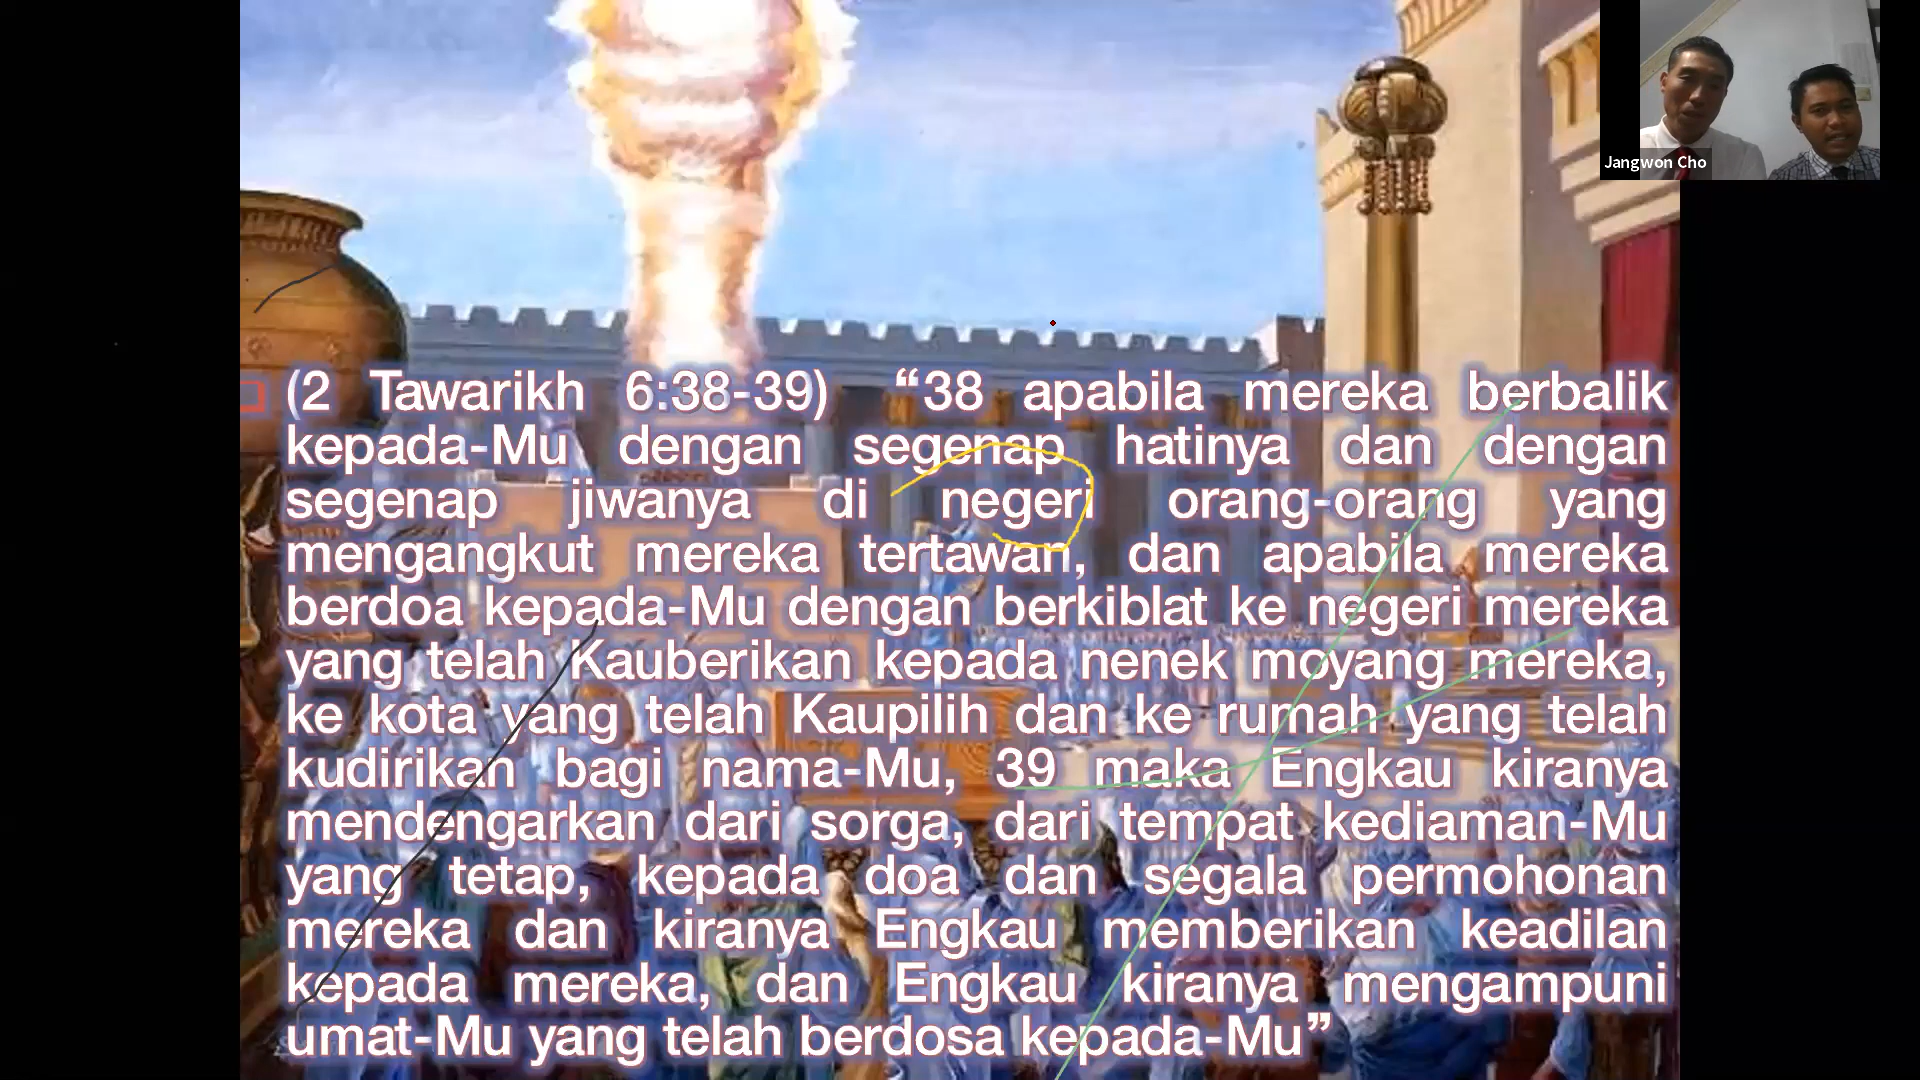 Jangwon Cho
(2 Tawarikh 6:38-39) “38 apabila mereka berbalik
kepada-Mu dengan segenap hatinya dan dengan
segenap jiwanya di negeri orang-orang yang
mengangkut mereka tertawan, dan apabila mereka
berdoa kepada-Mu dengan berkiblat ke negeri mereka
yang telah Kauberikan kepada nenek moyang mereka,
ke kota yang telah Kaupilih dan ke rumah yang telah
kudirikan bagi nama-Mu, 39 maka Engkau kiranya
mendengarkan dari sorga, dari tempat kediaman-Mu
yang tetap, kepada doa dan segala permohonan
mereka dan kiranya Engkau memberikan keadilan
kepada mereka, dan Engkau kiranya mengampuni
umat-Mu yang telah berdosa kepada-Mu”